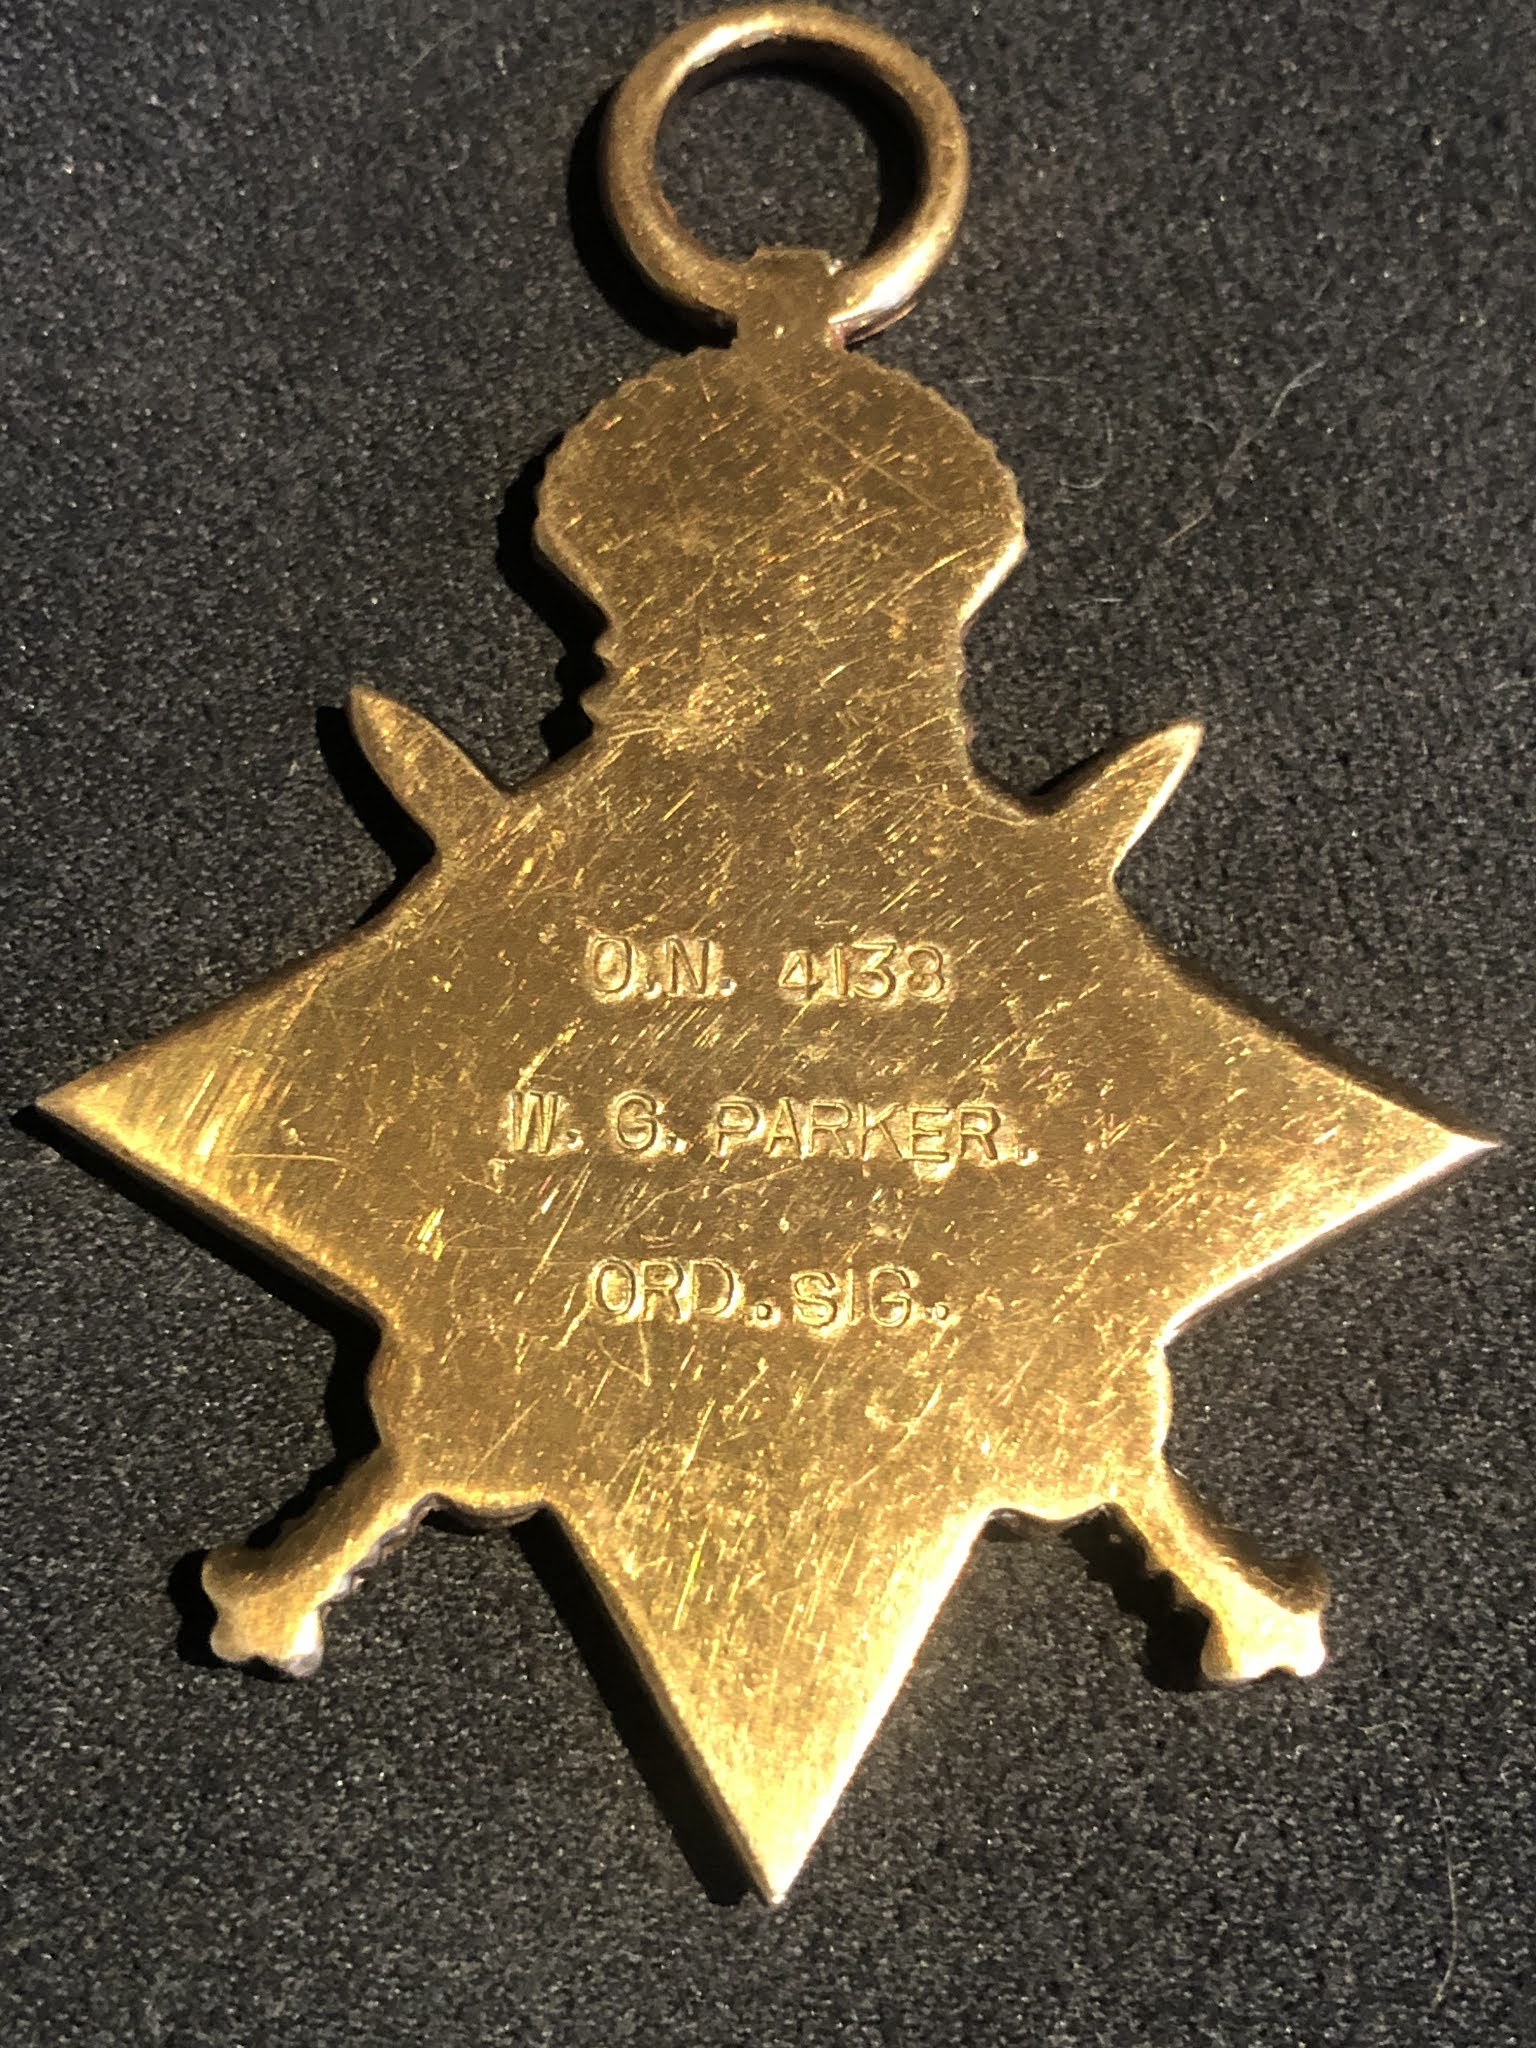 O.N. 4138
W. G. PARKER.
ORD. SIG.